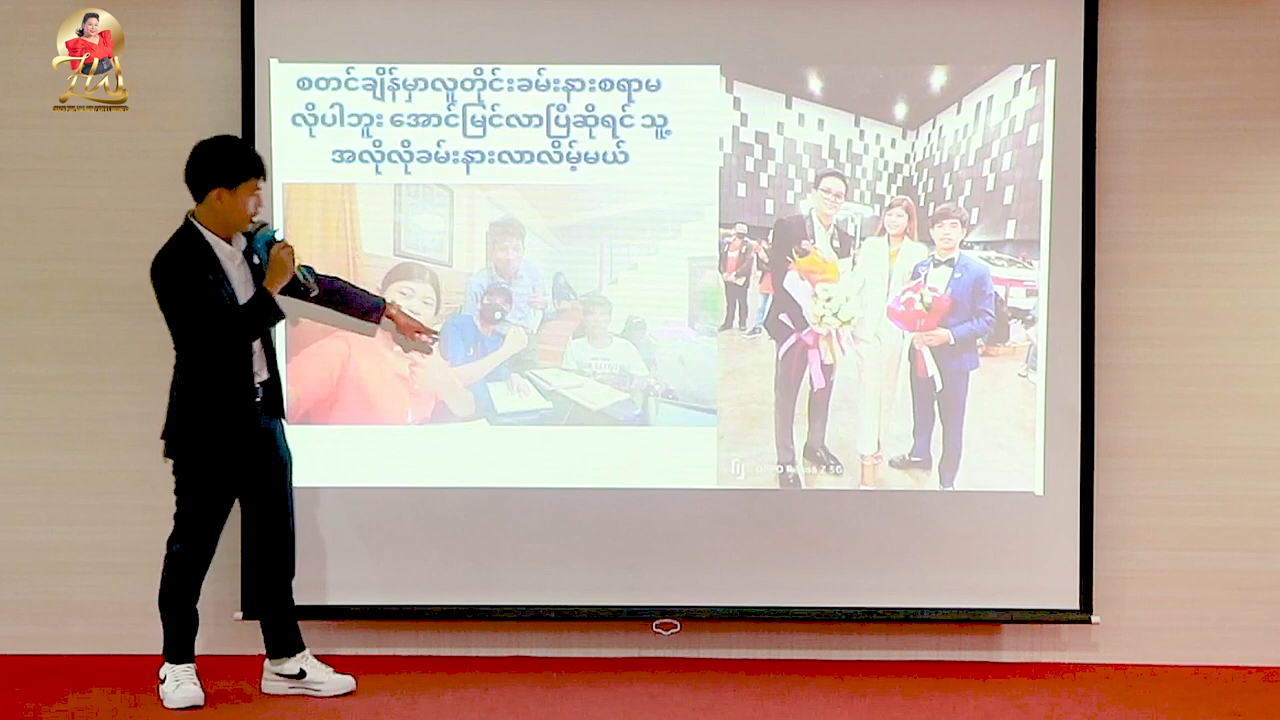 စတင်ချိန်မှာလူတိုင်းခမ်းနားစရာမ
လိုပါဘူး အောင်မြင်လာပြီဆိုရင် သူ့
အလိုလိုခမ်းနားလာလိမ့်မယ်